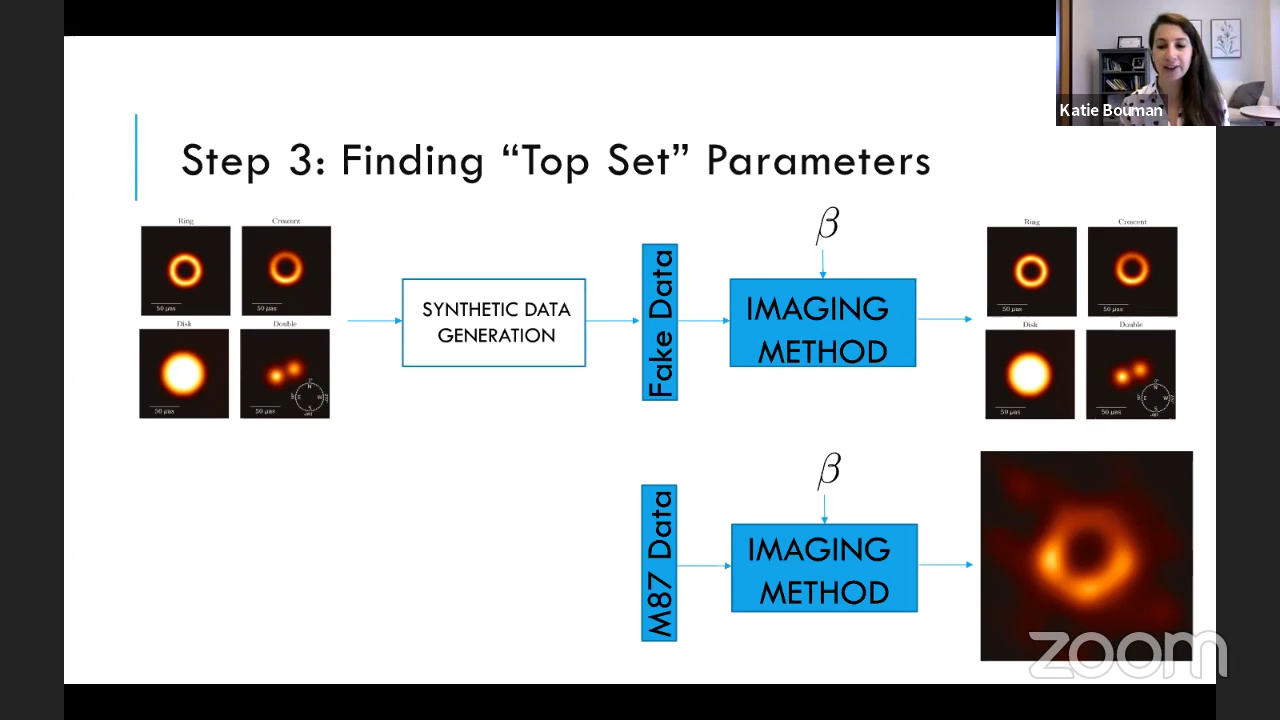 Katie Bouman
Step 3: Finding “Top Set” Parameters
Ring
Crescent
50 μas
50 μas
Disk
Double
50 μas
50 μas
N
E
W
S
SYNTHETIC DATA
GENERATION
Fake Data
β
IMAGING
METHOD
Ring
Crescent
50 μas
50 μas
Disk
Double
50 μas
50 μas
N
E
W
S
M87 Data
β
IMAGING
METHOD
zoom